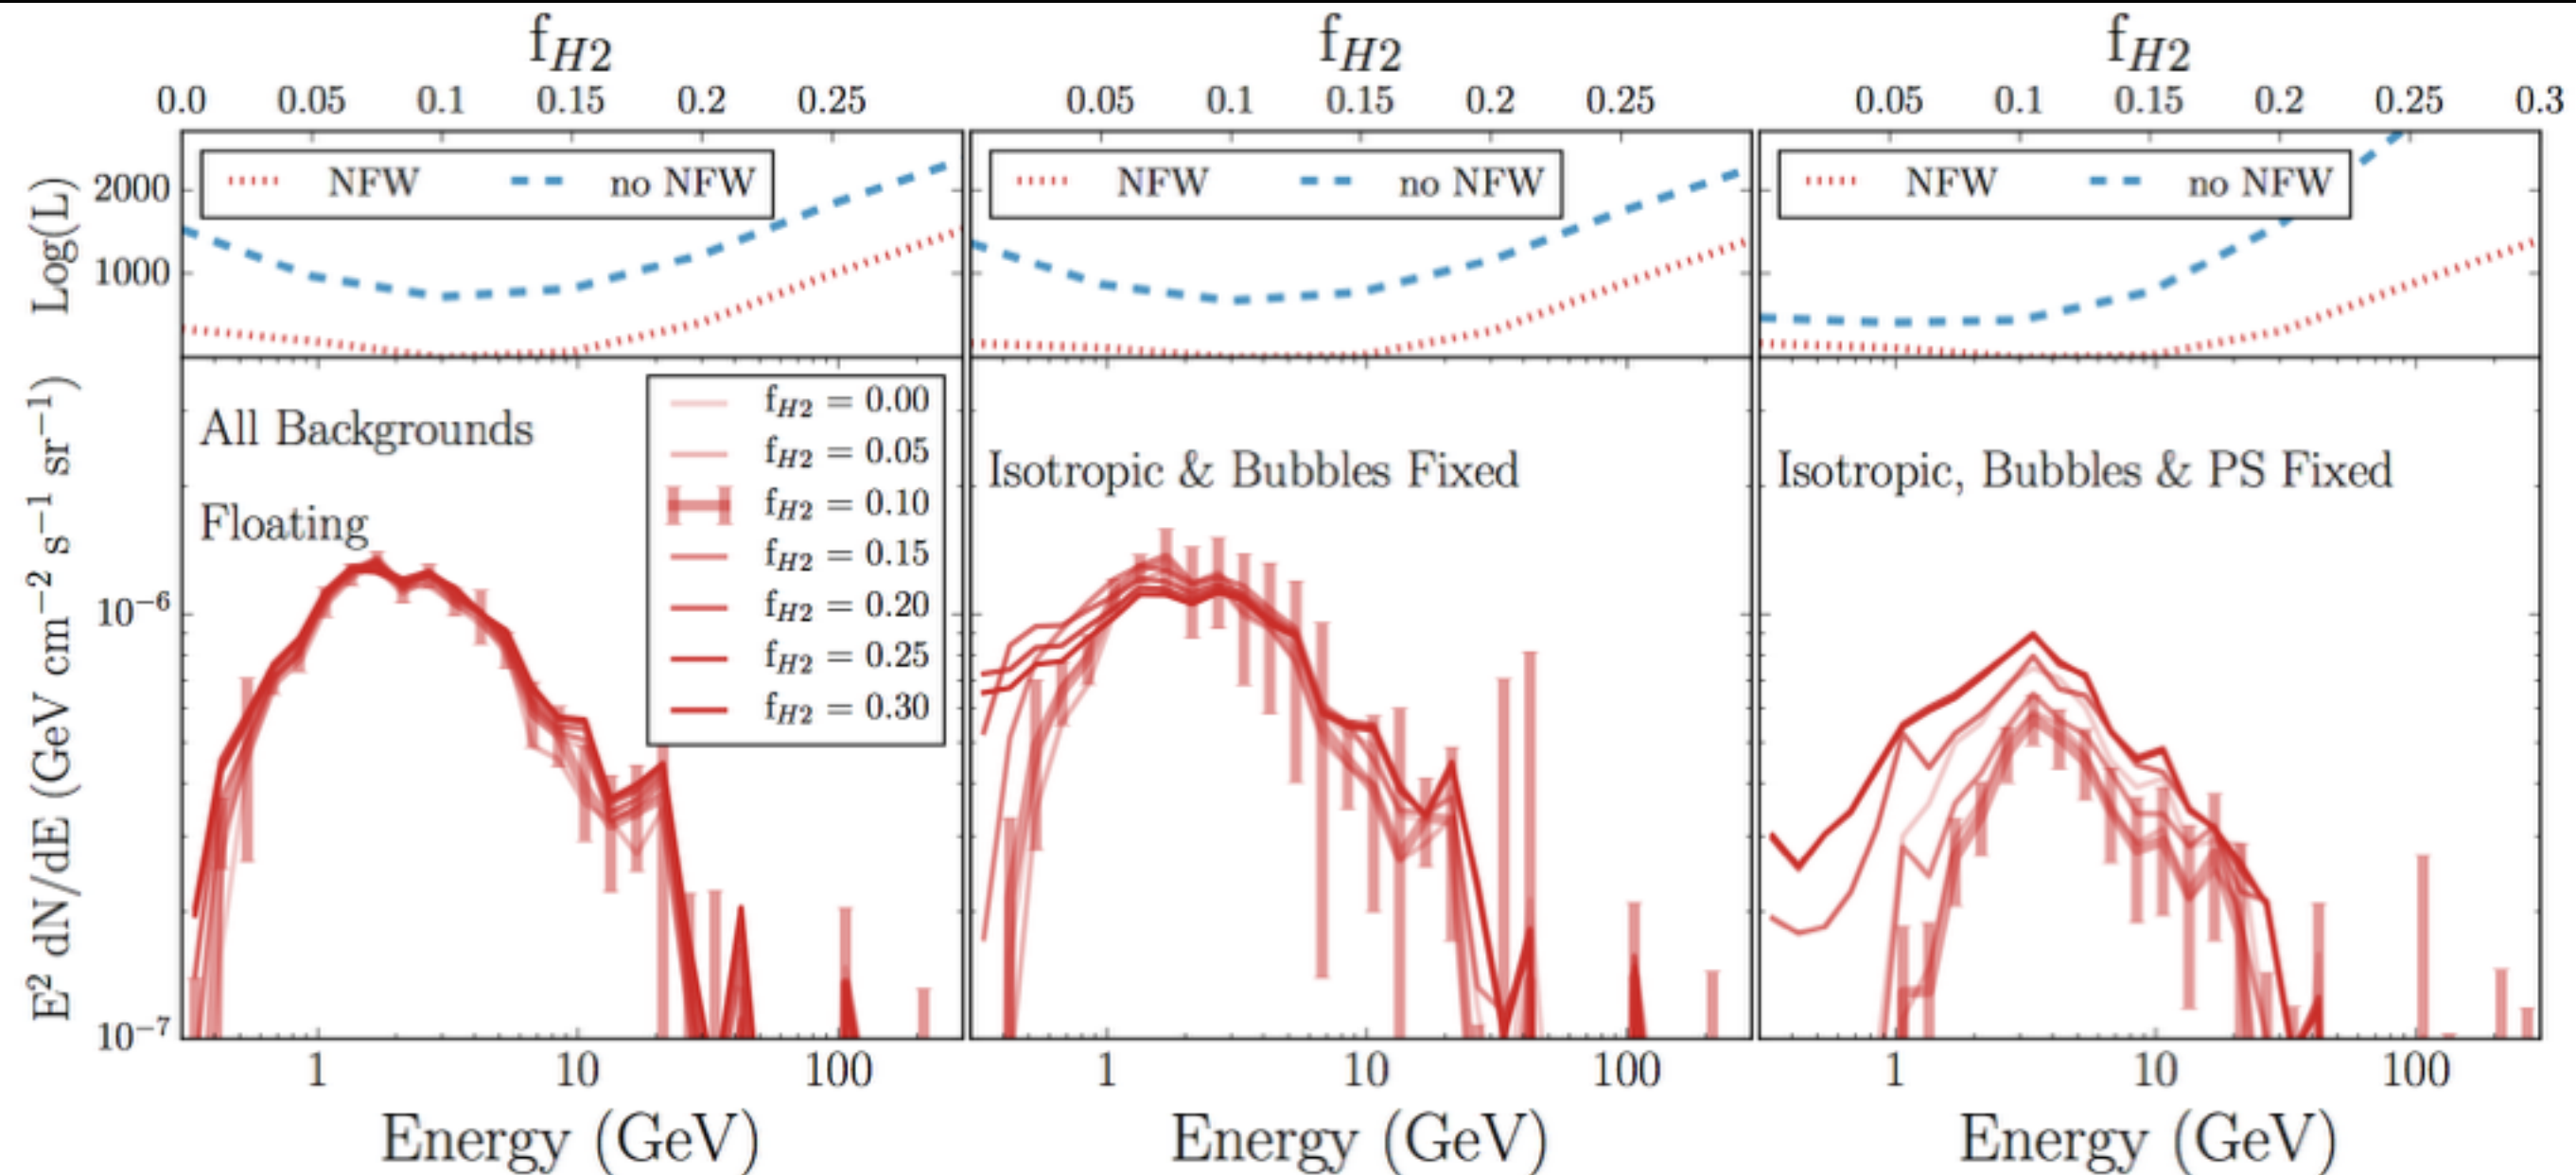 f_{H2} f_{H2} f_{H2}
0.0 0.05 0.1 0.15 0.2 0.25 0.05 0.1 0.15 0.2 0.25 0.05 0.1 0.15 0.2 0.25 0.3
NFW no NFW NFW no NFW NFW no NFW
2000
1000
Log(L)
f_{H2} = 0.00
f_{H2} = 0.05
f_{H2} = 0.10
f_{H2} = 0.15
f_{H2} = 0.20
f_{H2} = 0.25
f_{H2} = 0.30
All Backgrounds
Floating
Isotropic & Bubbles Fixed
Isotropic, Bubbles & PS Fixed
10^{−6}
10^{−7}
E^{2} dN/dE (GeV cm^{−2} s^{−1} sr^{−1})
1 10 100 1 10 100 1 10 100
Energy (GeV) Energy (GeV) Energy (GeV)